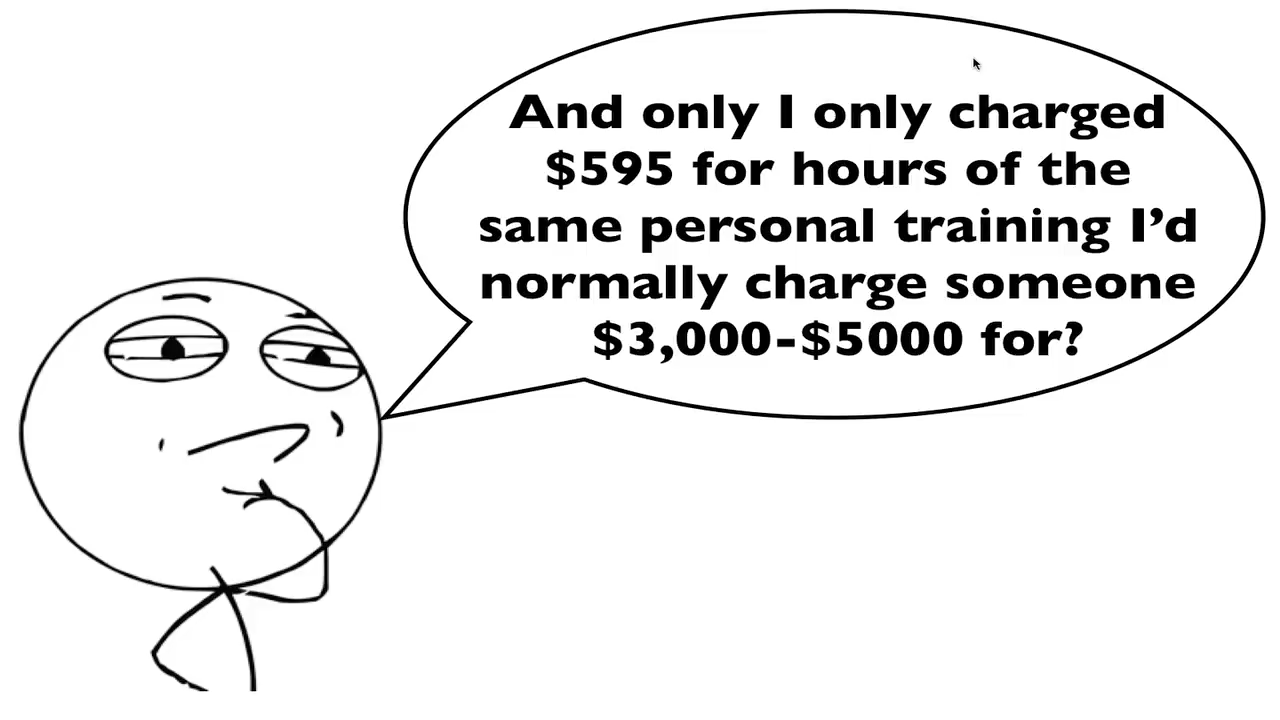 And only I only charged
$595 for hours of the
same personal training I’d
normally charge someone
$3,000-$5000 for?